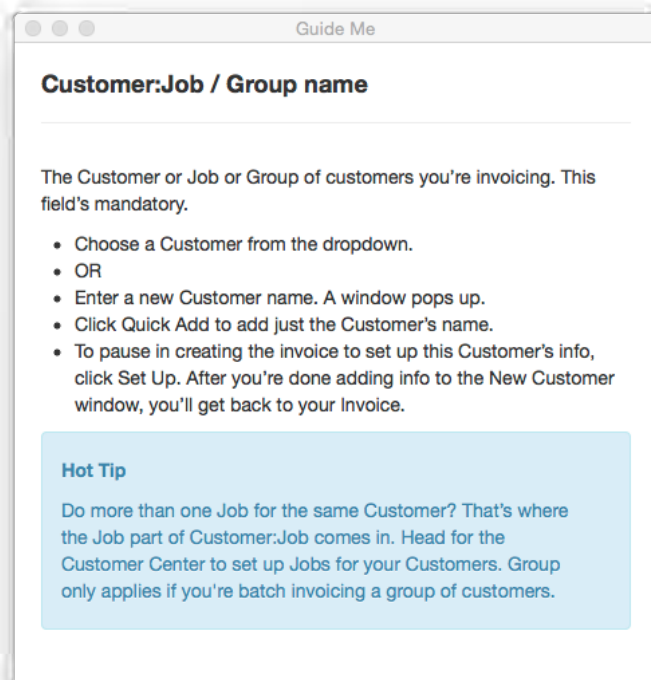 Guide Me
Customer:Job / Group name
The Customer or Job or Group of customers you’re invoicing. This
field’s mandatory.
• Choose a Customer from the dropdown.
• OR
• Enter a new Customer name. A window pops up.
• Click Quick Add to add just the Customer’s name.
• To pause in creating the invoice to set up this Customer’s info,
click Set Up. After you’re done adding info to the New Customer
window, you’ll get back to your Invoice.
Hot Tip
Do more than one Job for the same Customer? That’s where
the Job part of Customer:Job comes in. Head for the
Customer Center to set up Jobs for your Customers. Group
only applies if you're batch invoicing a group of customers.